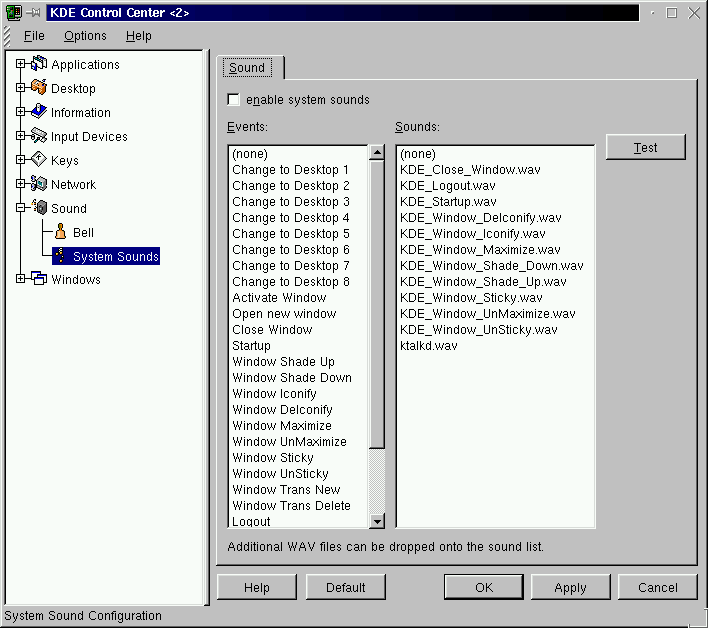 KDE Control Center <2>
File Options Help
Applications
Desktop
Information
Input Devices
Keys
Network
Sound
Bell
System Sounds
Windows
Sound
enable system sounds
Events:
(none)
Change to Desktop 1
Change to Desktop 2
Change to Desktop 3
Change to Desktop 4
Change to Desktop 5
Change to Desktop 6
Change to Desktop 7
Change to Desktop 8
Activate Window
Open new window
Close Window
Startup
Window Shade Up
Window Shade Down
Window Iconify
Window DeIconify
Window Maximize
Window UnMaximize
Window Sticky
Window UnSticky
Window Trans New
Window Trans Delete
Logout
Sounds:
(none)
KDE_Close_Window.wav
KDE_Logout.wav
KDE_Startup.wav
KDE_Window_DeIconify.wav
KDE_Window_Iconify.wav
KDE_Window_Maximize.wav
KDE_Window_Shade_Down.wav
KDE_Window_Shade_Up.wav
KDE_Window_Sticky.wav
KDE_Window_UnMaximize.wav
KDE_Window_UnSticky.wav
ktalkd.wav
Test
Additional WAV files can be dropped onto the sound list.
Help Default OK Apply Cancel
System Sound Configuration